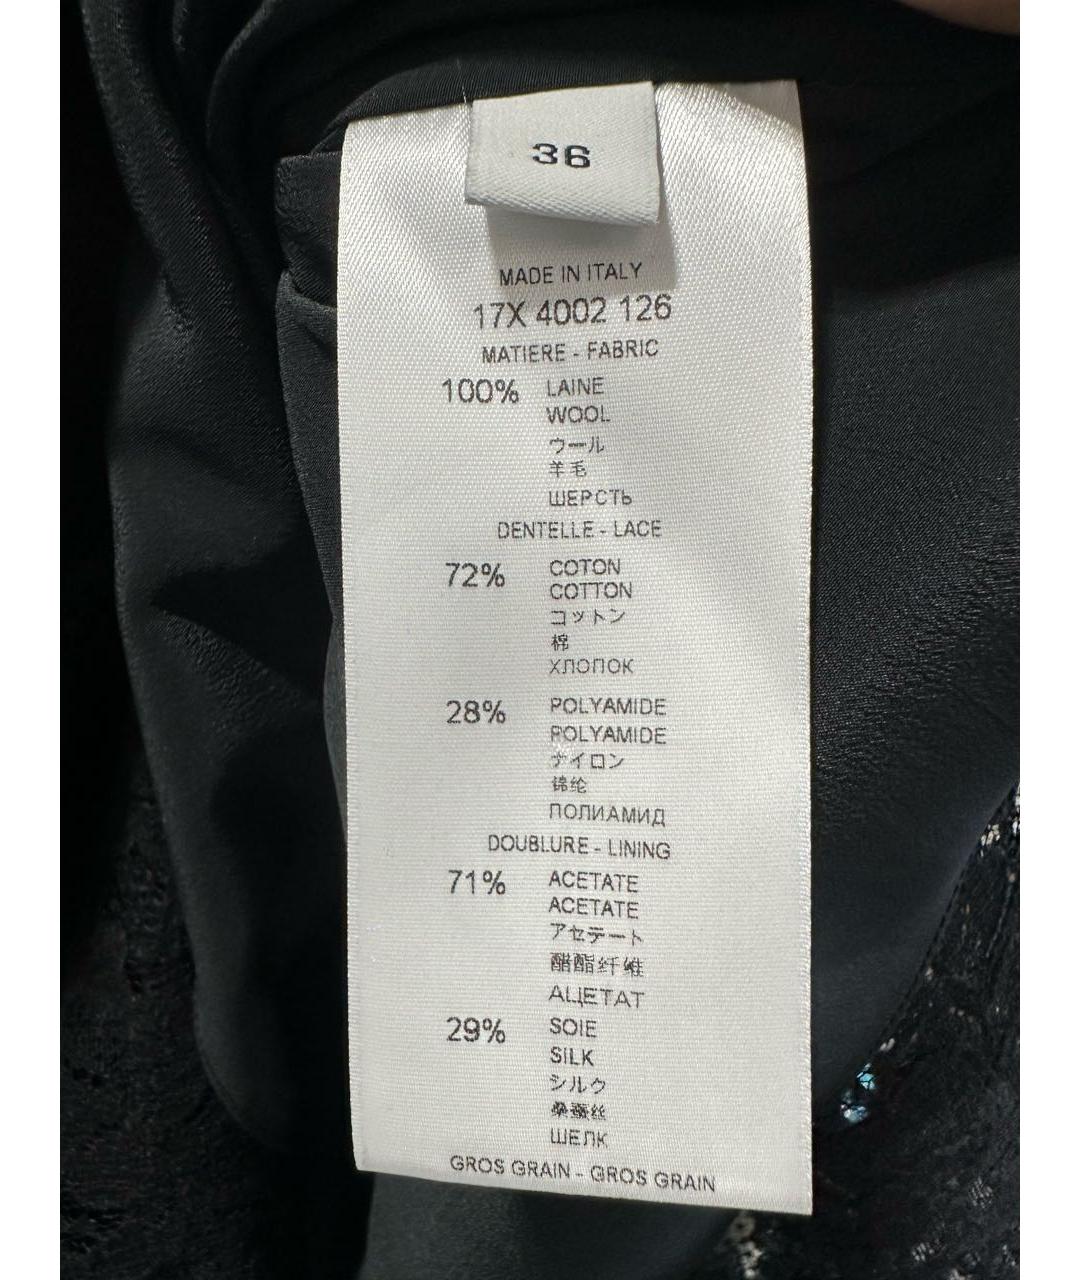 36
MADE IN ITALY
17X 4002 126
MATIERE - FABRIC
100% LAINE
WOOL
ウール
羊毛
ШЕРСТЬ
DENTELLE - LACE
72% COTON
COTTON
コットン
棉
ХЛОПОК
28% POLYAMIDE
POLYAMIDE
ナイロン
锦纶
ПОЛИАМИД
DOUBLURE - LINING
71% ACETATE
ACETATE
アセテート
醋酯纤维
АЦЕТАТ
29% SOIE
SILK
シルク
桑蚕丝
ШЕЛК
GROS GRAIN - GROS GRAIN